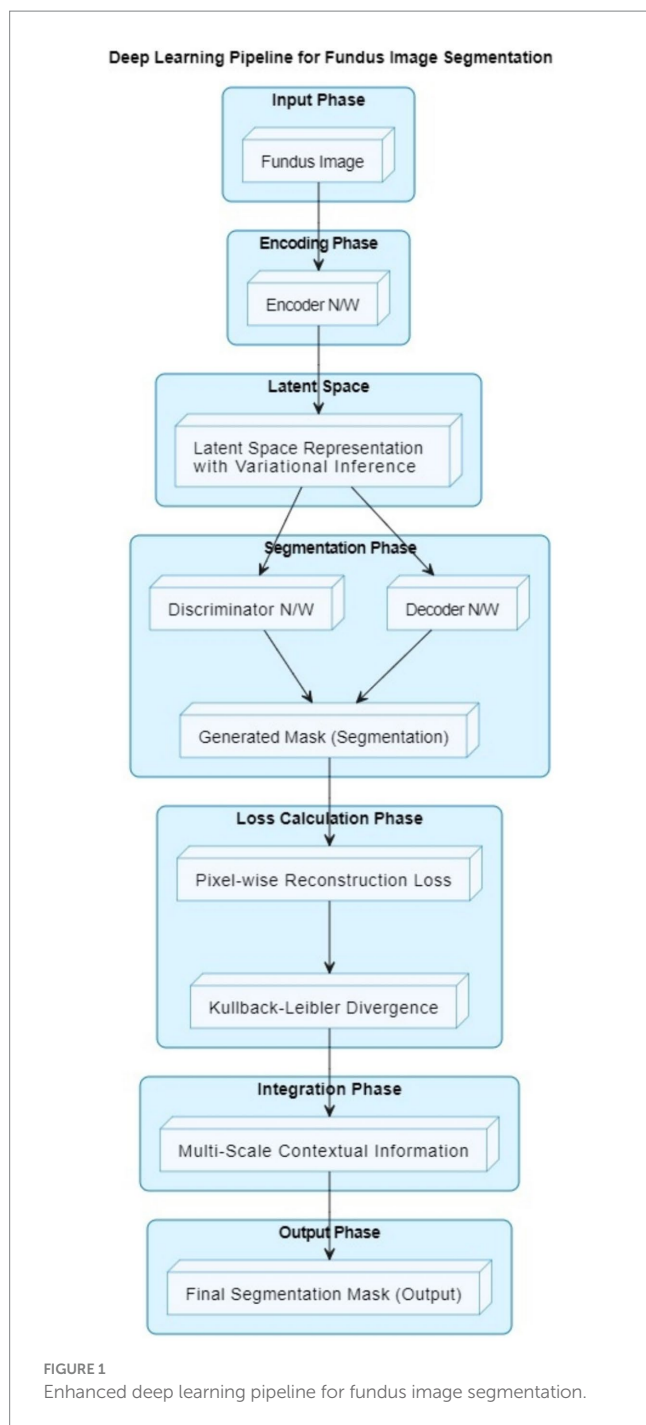 Deep Learning Pipeline for Fundus Image Segmentation
Input Phase
Fundus Image
Encoding Phase
Encoder N/W
Latent Space
Latent Space Representation
with Variational Inference
Segmentation Phase
Discriminator N/W
Decoder N/W
Generated Mask (Segmentation)
Loss Calculation Phase
Pixel-wise Reconstruction Loss
Kullback-Leibler Divergence
Integration Phase
Multi-Scale Contextual Information
Output Phase
Final Segmentation Mask (Output)
FIGURE 1
Enhanced deep learning pipeline for fundus image segmentation.